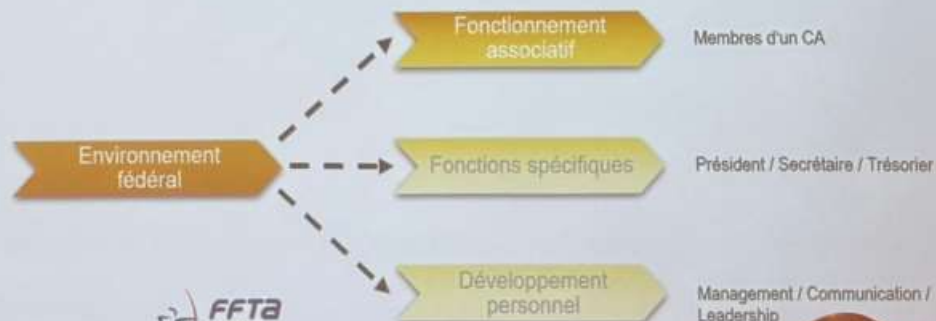 Fonctionnement
associatif
Membres d'un CA
Environnement
fédéral
Fonctions spécifiques
Président / Secrétaire / Trésorier
Développement
personnel
Management / Communication /
Leadership
FFTa